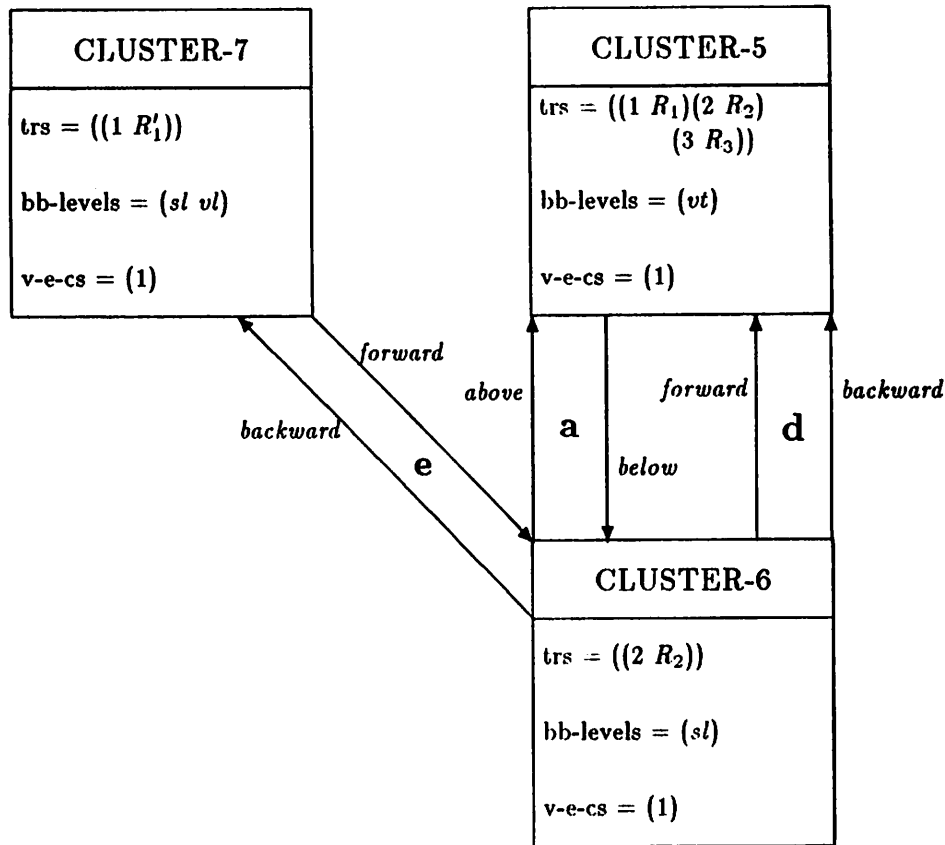 CLUSTER-7
trs = ((1 R′₁))
bb-levels = (sl vl)
v-e-cs = (1)
CLUSTER-5
trs = ((1 R₁)(2 R₂)
(3 R₃))
bb-levels = (vt)
v-e-cs = (1)
forward
backward
e
above
a
below
forward
d
backward
CLUSTER-6
trs = ((2 R₂))
bb-levels = (sl)
v-e-cs = (1)